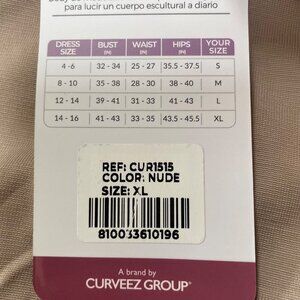 para lucir un cuerpo escultural a diario
DRESS SIZE BUST (IN) WAIST (IN) HIPS (IN) YOUR SIZE
4 - 6 32 - 34 25 - 27 35.5 - 37.5 S
8 - 10 35 - 38 28 - 30 38 - 40 M
12 - 14 39 - 41 31 - 33 41 - 43 L
14 - 16 41 - 43 33 - 35 43.5 - 45.5 XL
REF: CUR1515
COLOR: NUDE
SIZE: XL
810033610196
A brand by
CURVEEZ GROUP®